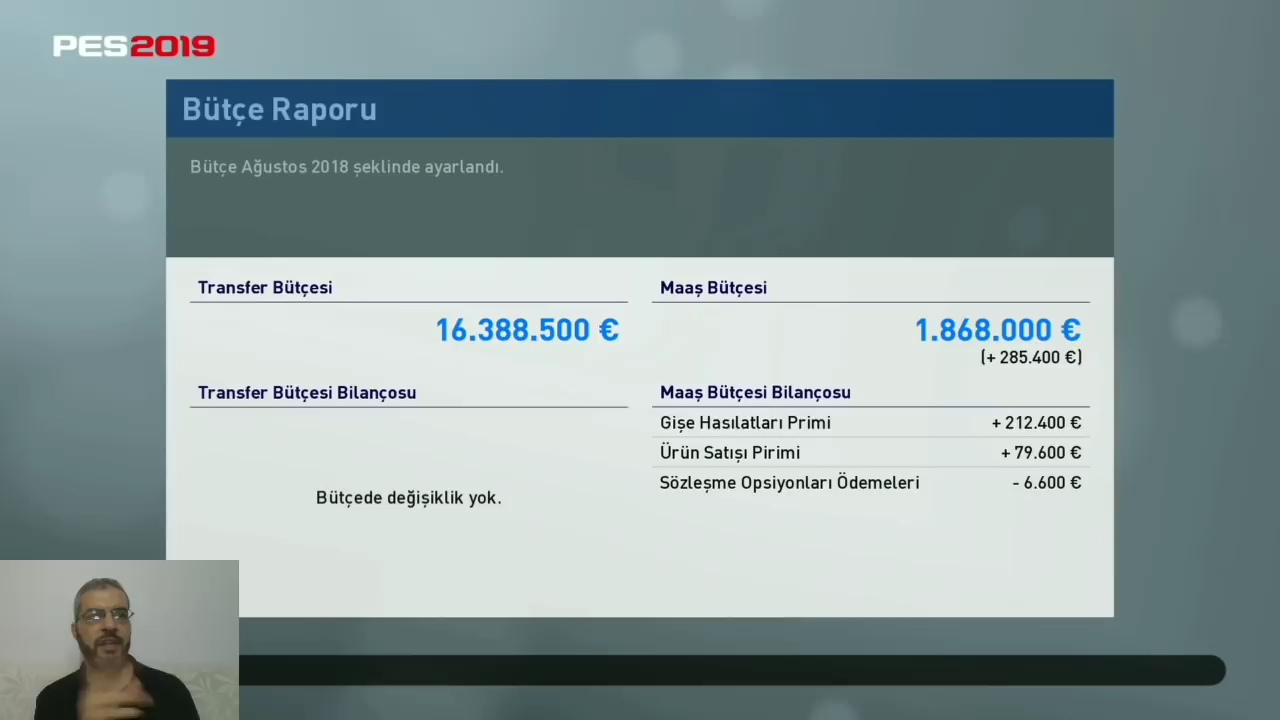 PES2019
Bütçe Raporu
Bütçe Ağustos 2018 şeklinde ayarlandı.
Transfer Bütçesi
16.388.500 €
Maaş Bütçesi
1.868.000 €
(+ 285.400 €)
Transfer Bütçesi Bilançosu
Bütçede değişiklik yok.
Maaş Bütçesi Bilançosu
Gişe Hasılatları Primi + 212.400 €
Ürün Satışı Pirimi + 79.600 €
Sözleşme Opsiyonları Ödemeleri - 6.600 €